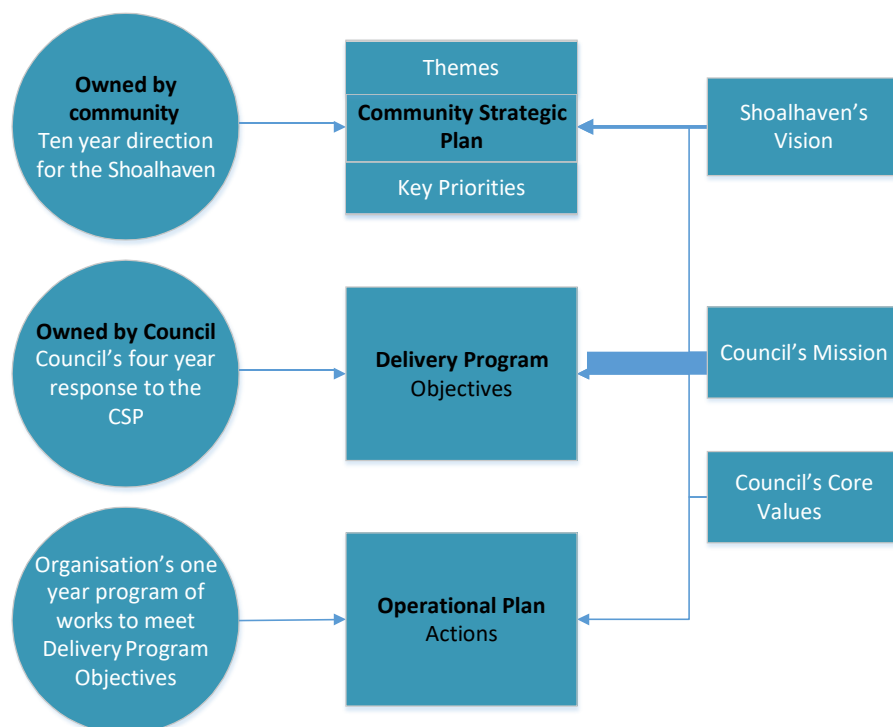 Owned by
community
Ten year direction
for the Shoalhaven
Themes
Community Strategic
Plan
Key Priorities
Shoalhaven’s
Vision
Owned by Council
Council’s four year
response to the
CSP
Delivery Program
Objectives
Council’s Mission
Council’s Core
Values
Organisation’s one
year program of
works to meet
Delivery Program
Objectives
Operational Plan
Actions